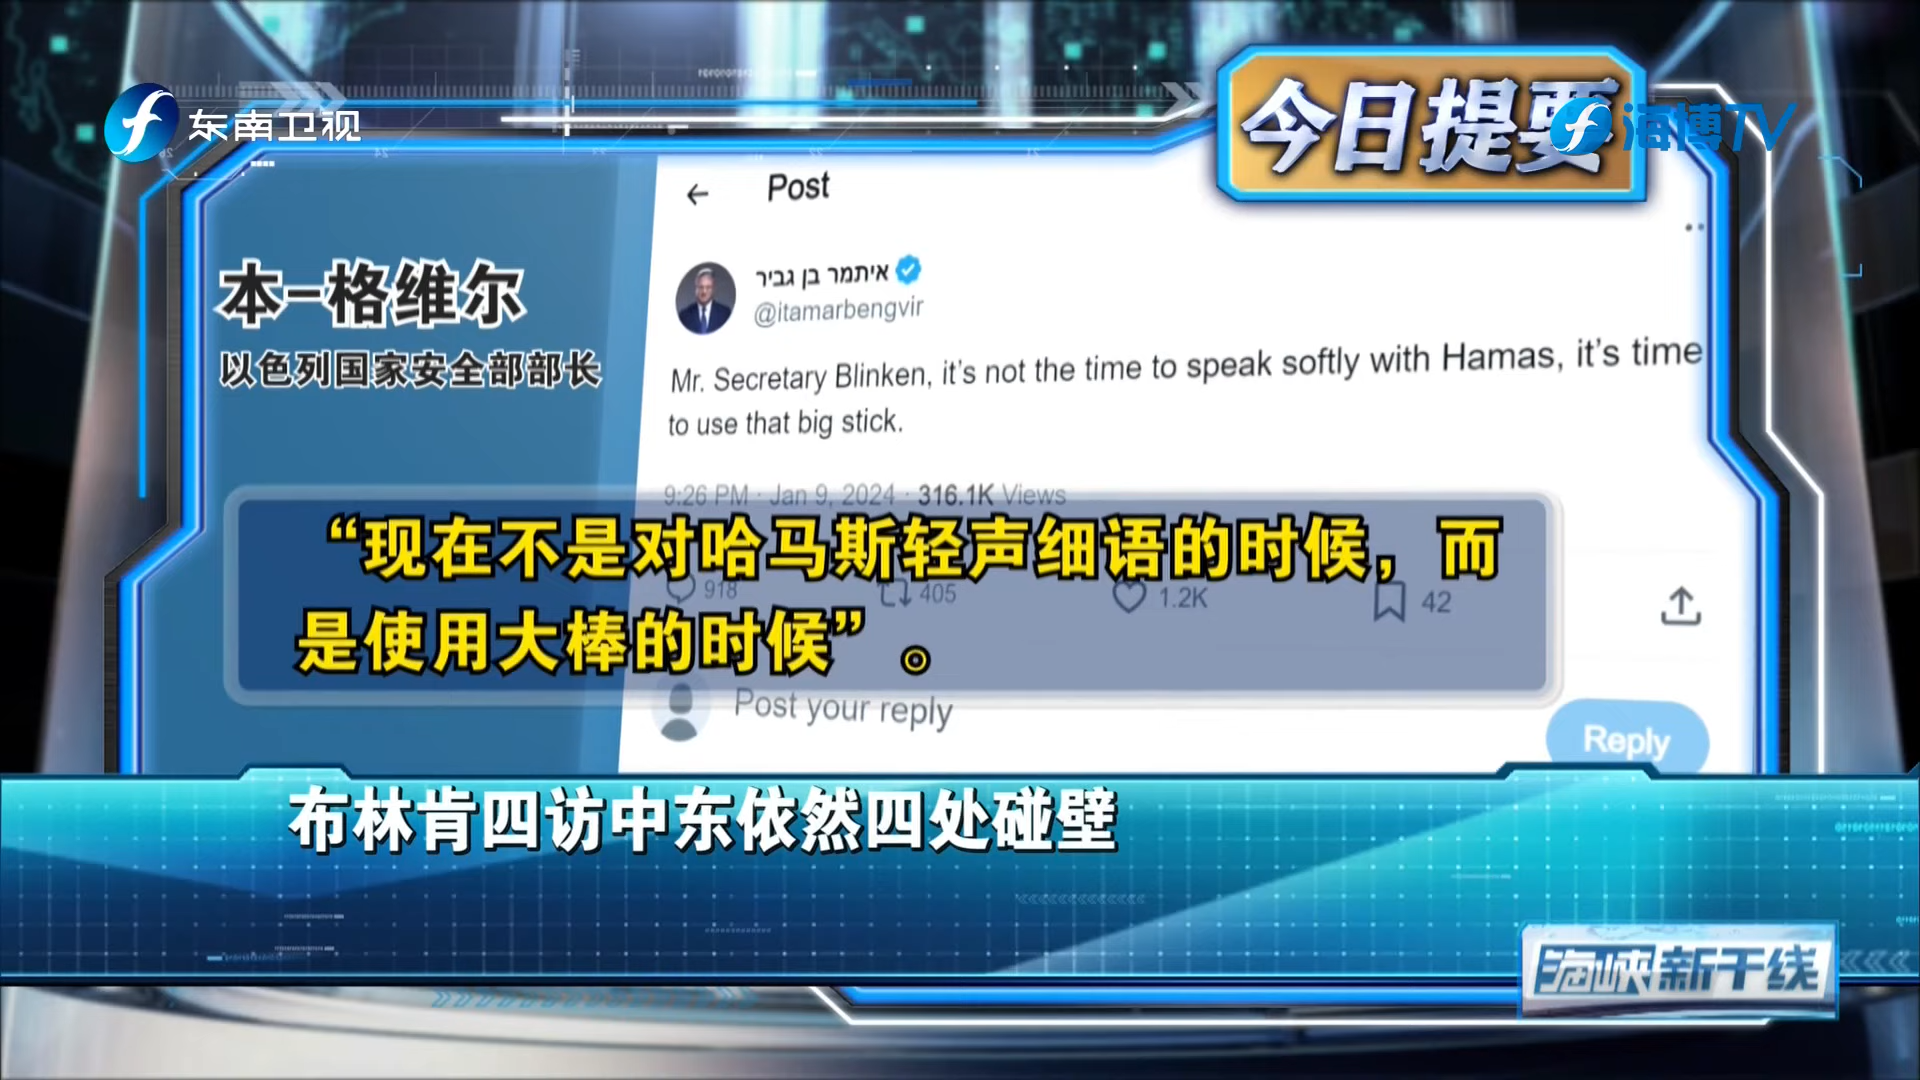 东南卫视
今日提要
海博TV
Post
本-格维尔
以色列国家安全部部长
איתמר בן גביר
@itamarbengvir
Mr. Secretary Blinken, it's not the time to speak softly with Hamas, it's time
to use that big stick.
9:26 PM · Jan 9, 2024 · 316.1K Views
“现在不是对哈马斯轻声细语的时候，而
是使用大棒的时候”。
918
405
1.2K
42
Post your reply
Reply
布林肯四访中东依然四处碰壁
海峡新干线